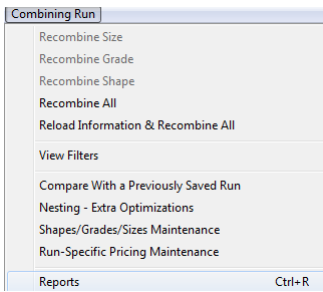 Combining Run
Recombine Size
Recombine Grade
Recombine Shape
Recombine All
Reload Information & Recombine All
View Filters
Compare With a Previously Saved Run
Nesting - Extra Optimizations
Shapes/Grades/Sizes Maintenance
Run-Specific Pricing Maintenance
Reports Ctrl+R